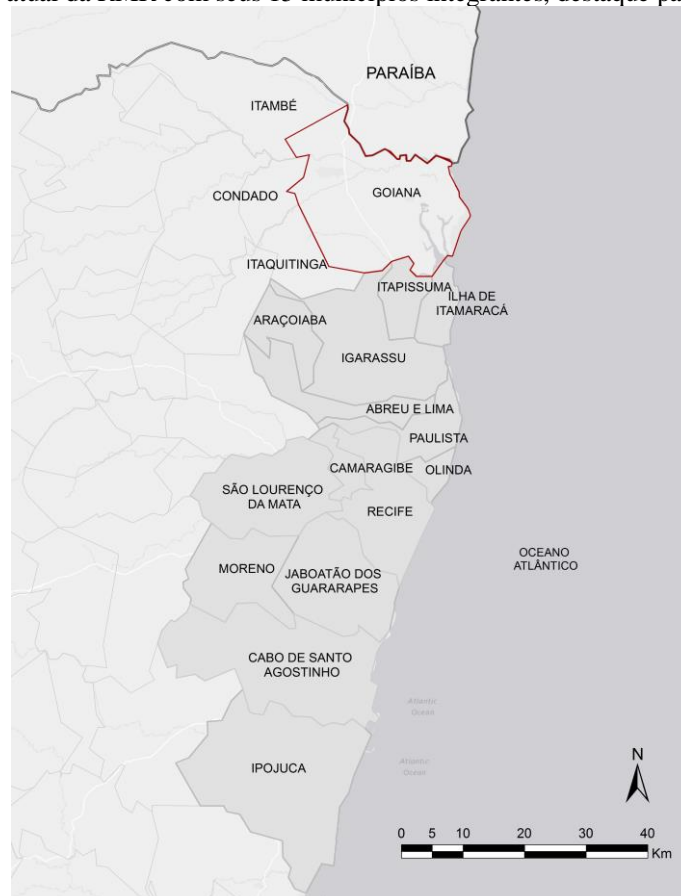 atual da RMR com seus 15 municípios integrantes, destaque pa
PARAÍBA
ITAMBÉ
CONDADO
GOIANA
ITAQUITINGA
ITAPISSUMA
ILHA DE
ITAMARACÁ
ARAÇOIABA
IGARASSU
ABREU E LIMA
PAULISTA
CAMARAGIBE
OLINDA
SÃO LOURENÇO
DA MATA
RECIFE
OCEANO
ATLÂNTICO
MORENO
JABOATÃO DOS
GUARARAPES
CABO DE SANTO
AGOSTINHO
Atlantic
Ocean
Atlantic
Ocean
IPOJUCA
N
0 5 10 20 30 40
Km